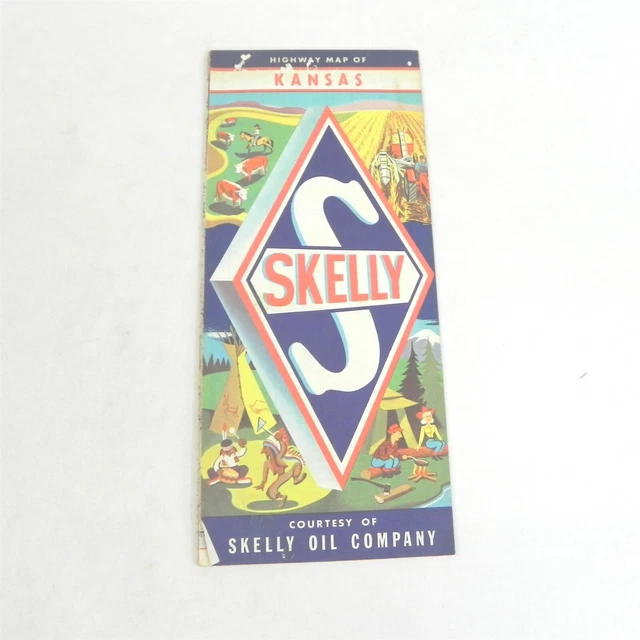 HIGHWAY MAP OF
KANSAS
S
SKELLY
COURTESY OF
SKELLY OIL COMPANY